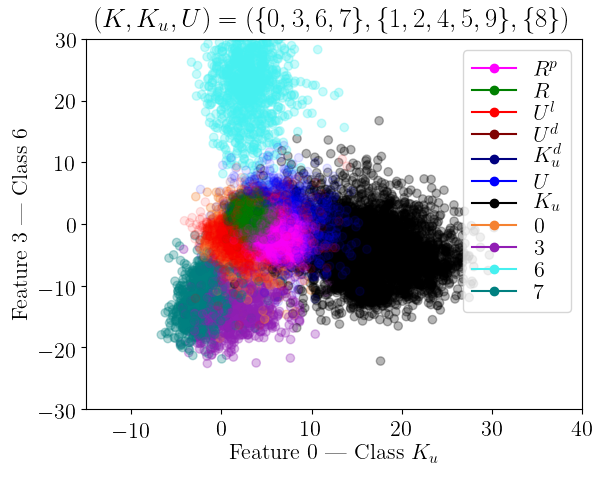 (K, K_u, U) = ({0, 3, 6, 7}, {1, 2, 4, 5, 9}, {8})
30
20
10
0
−10
−20
−30
Feature 3 — Class 6
R^p
R
U^l
U^d
K_u^d
U
K_u
0
3
6
7
−10
0
10
20
30
40
Feature 0 — Class K_u